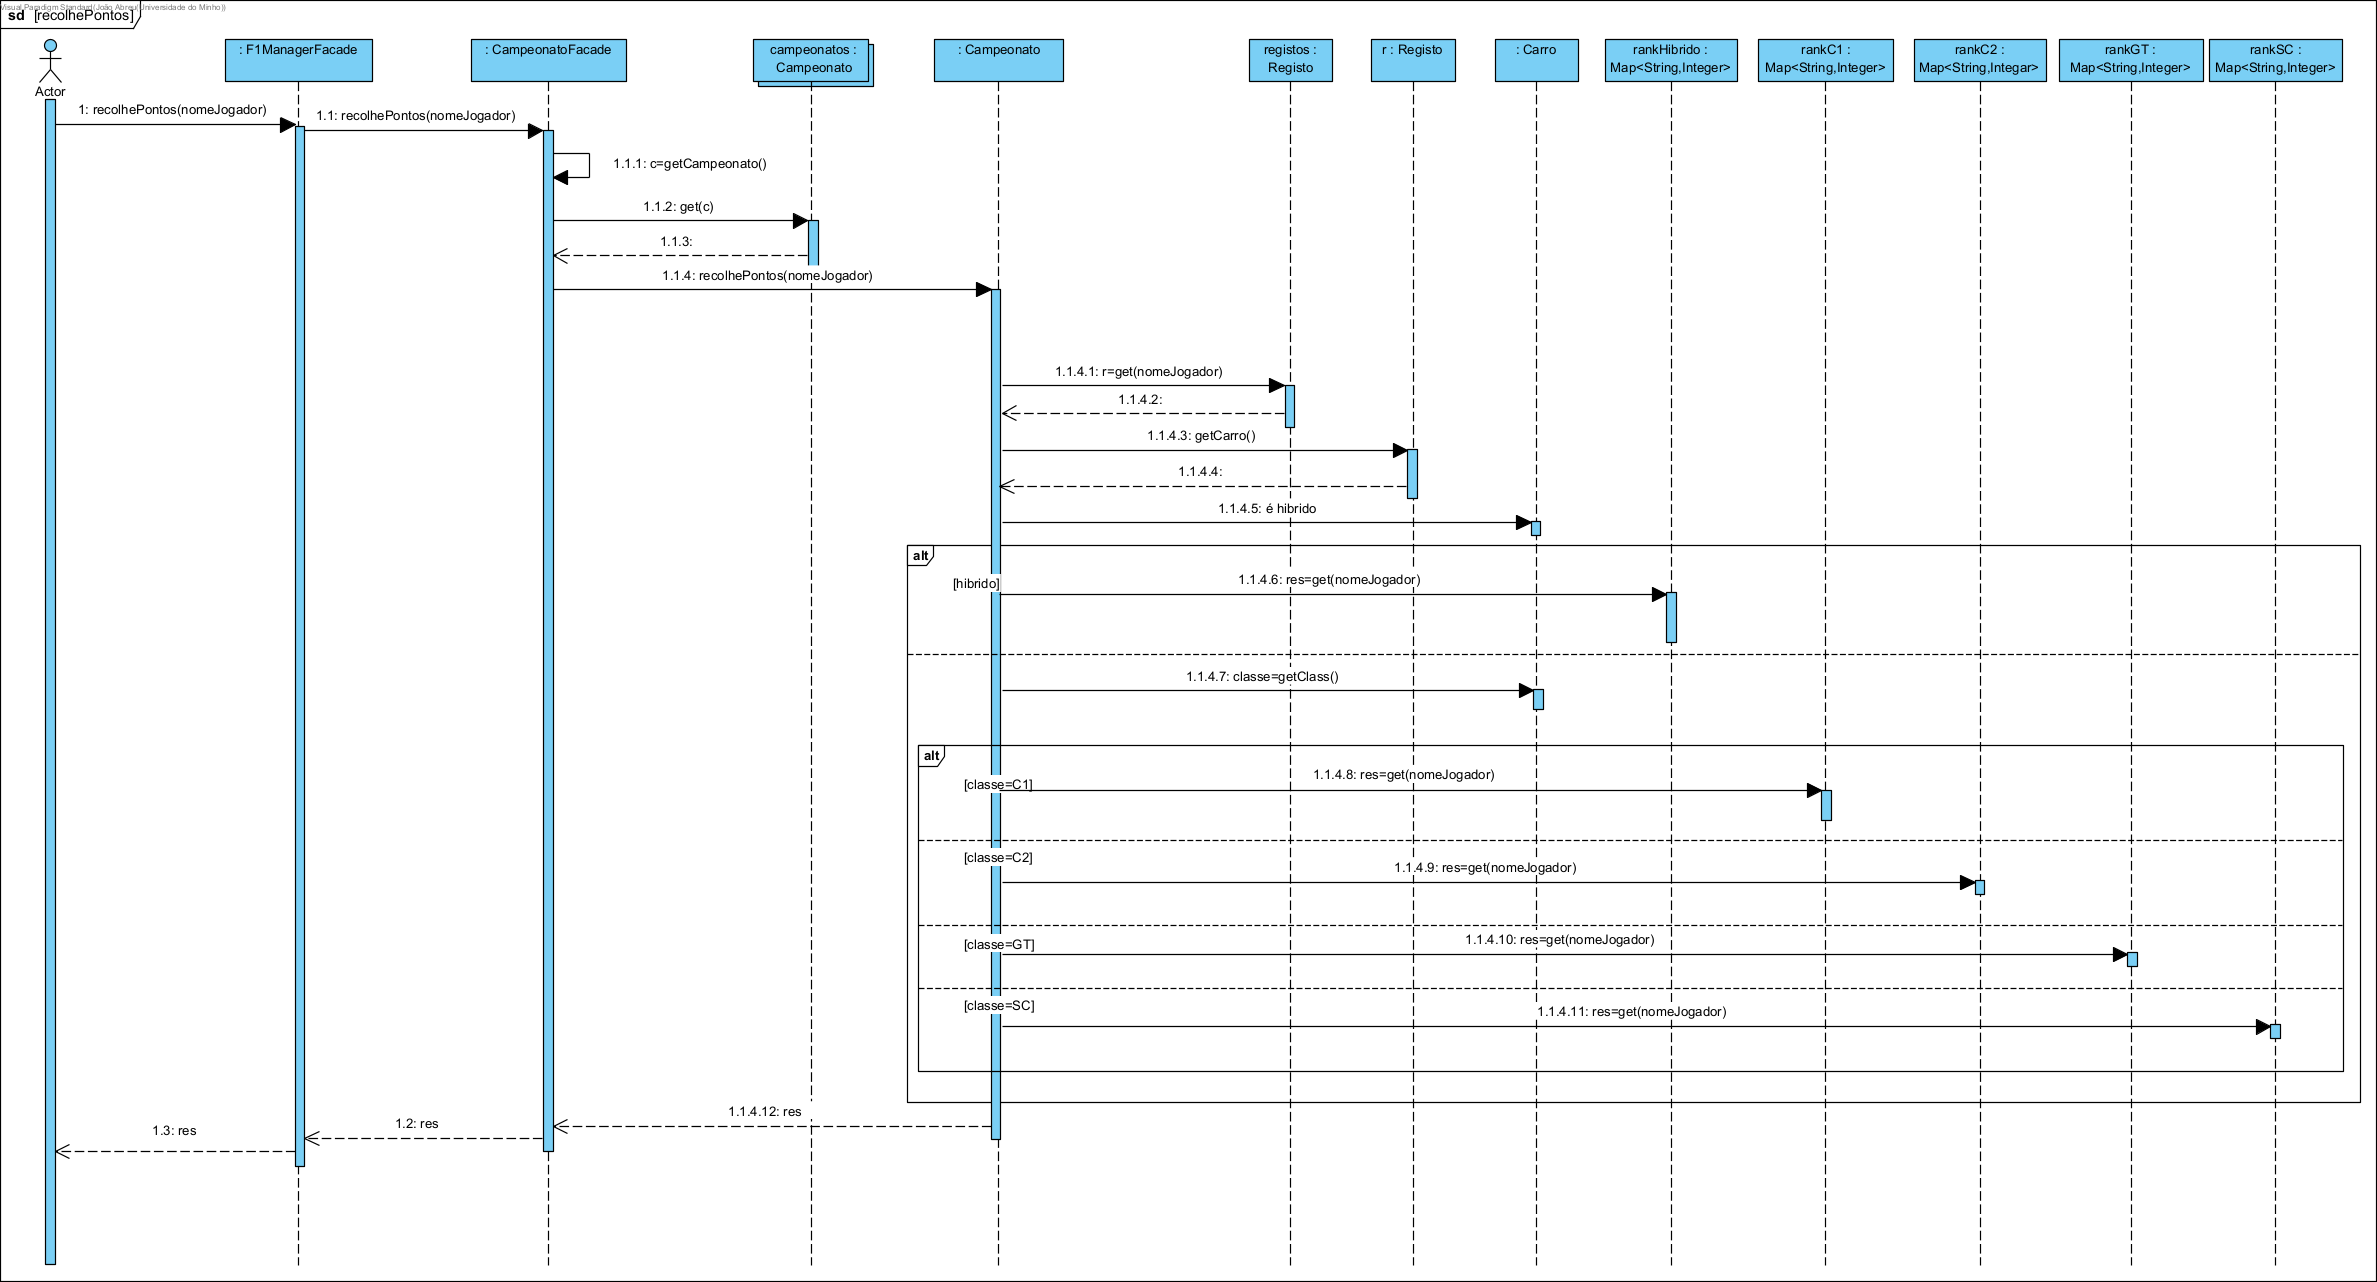 Visual Paradigm Standard(João Abreu(Universidade do Minho))
sd [recolhePontos]
Actor
: F1ManagerFacade
: CampeonatoFacade
campeonatos :
Campeonato
: Campeonato
registos :
Registo
r : Registo
: Carro
rankHibrido :
Map<String,Integer>
rankC1 :
Map<String,Integer>
rankC2 :
Map<String,Integar>
rankGT :
Map<String,Integer>
rankSC :
Map<String,Integer>
1: recolhePontos(nomeJogador)
1.1: recolhePontos(nomeJogador)
1.1.1: c=getCampeonato()
1.1.2: get(c)
1.1.3:
1.1.4: recolhePontos(nomeJogador)
1.1.4.1: r=get(nomeJogador)
1.1.4.2:
1.1.4.3: getCarro()
1.1.4.4:
1.1.4.5: é hibrido
alt
[hibrido]
1.1.4.6: res=get(nomeJogador)
1.1.4.7: classe=getClass()
alt
[classe=C1]
1.1.4.8: res=get(nomeJogador)
[classe=C2]
1.1.4.9: res=get(nomeJogador)
[classe=GT]
1.1.4.10: res=get(nomeJogador)
[classe=SC]
1.1.4.11: res=get(nomeJogador)
1.1.4.12: res
1.2: res
1.3: res